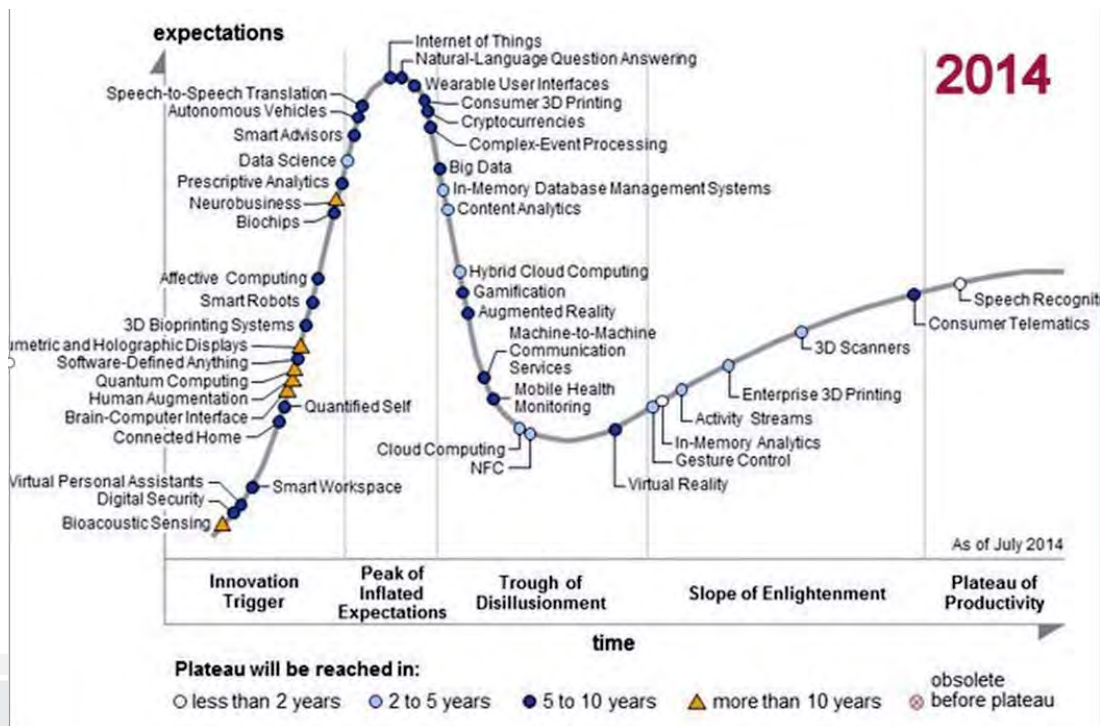 expectations
2014
Internet of Things
Natural-Language Question Answering
Wearable User Interfaces
Consumer 3D Printing
Cryptocurrencies
Complex-Event Processing
Speech-to-Speech Translation
Autonomous Vehicles
Smart Advisors
Data Science
Prescriptive Analytics
Neurobusiness
Biochips
Big Data
In-Memory Database Management Systems
Content Analytics
Affective Computing
Smart Robots
3D Bioprinting Systems
umetric and Holographic Displays
Software-Defined Anything
Quantum Computing
Human Augmentation
Brain-Computer Interface
Connected Home
Quantified Self
Virtual Personal Assistants
Digital Security
Bioacoustic Sensing
Smart Workspace
Hybrid Cloud Computing
Gamification
Augmented Reality
Machine-to-Machine
Communication
Services
Mobile Health
Monitoring
Cloud Computing
NFC
Virtual Reality
Gesture Control
In-Memory Analytics
Activity Streams
Enterprise 3D Printing
3D Scanners
Consumer Telematics
Speech Recognit
As of July 2014
Innovation
Trigger
Peak of
Inflated
Expectations
Trough of
Disillusionment
Slope of Enlightenment
Plateau of
Productivity
time
Plateau will be reached in:
less than 2 years
2 to 5 years
5 to 10 years
more than 10 years
obsolete
before plateau